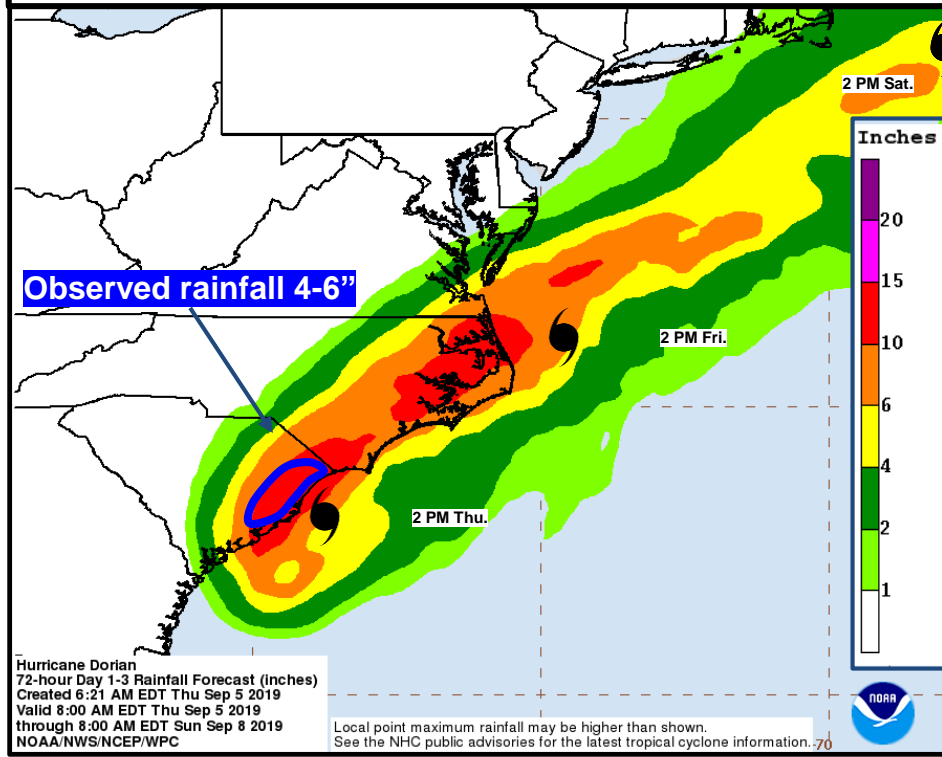 2 PM Sat.
Inches
20
15
10
6
4
2
1
Observed rainfall 4-6”
2 PM Fri.
2 PM Thu.
Hurricane Dorian
72-hour Day 1-3 Rainfall Forecast (inches)
Created 6:21 AM EDT Thu Sep 5 2019
Valid 8:00 AM EDT Thu Sep 5 2019
through 8:00 AM EDT Sun Sep 8 2019
NOAA/NWS/NCEP/WPC
Local point maximum rainfall may be higher than shown.
See the NHC public advisories for the latest tropical cyclone information.
-70
NOAA